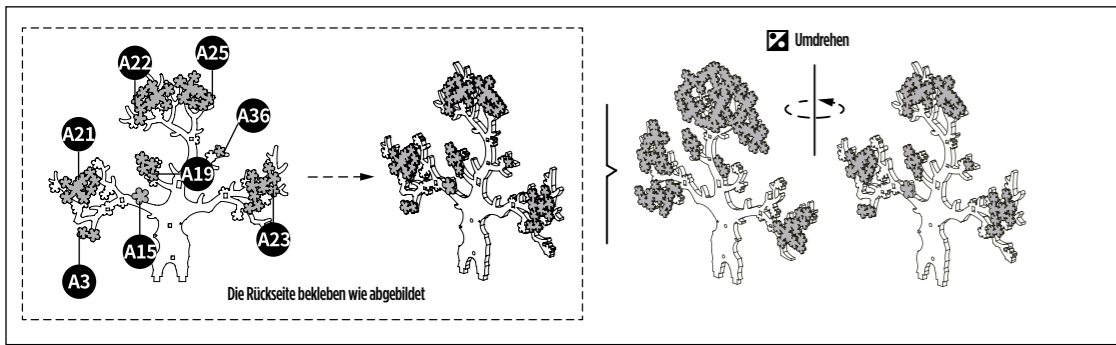 A22
A25
A21
A36
A19
A23
A15
A3
Die Rückseite bekleben wie abgebildet
Umdrehen